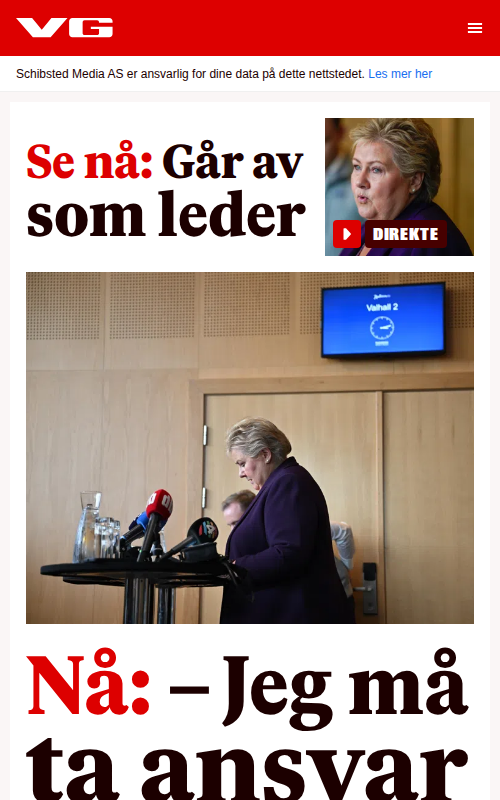 VG
Schibsted Media AS er ansvarlig for dine data på dette nettstedet. Les mer her
Se nå: Går av
som leder
DIREKTE
Valhall 2
Nå: – Jeg må
ta ansvar